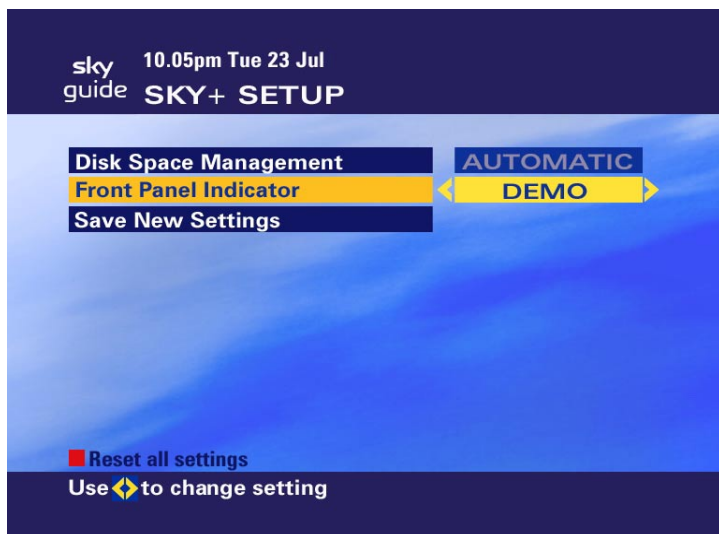 sky
guide
10.05pm Tue 23 Jul
SKY+ SETUP
Disk Space Management
AUTOMATIC
Front Panel Indicator
DEMO
Save New Settings
Reset all settings
Use to change setting